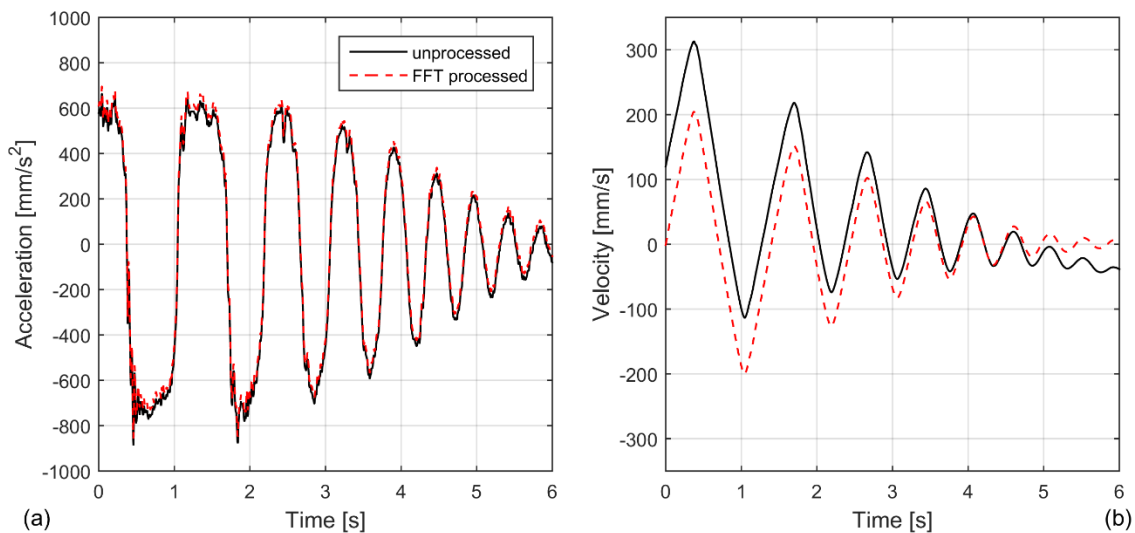 1000
800
600
400
200
0
-200
-400
-600
-800
-1000
Acceleration [mm/s²]
unprocessed
FFT processed
0 1 2 3 4 5 6
Time [s]
(a)
300
200
100
0
-100
-200
-300
Velocity [mm/s]
0 1 2 3 4 5 6
Time [s]
(b)